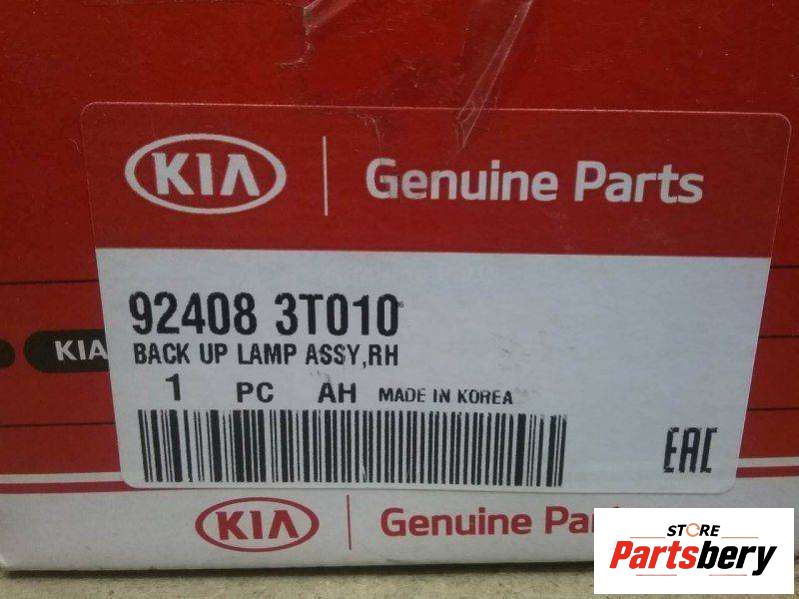 KIA Genuine Parts
92408 3T010
KIA BACK UP LAMP ASSY,RH
1 PC AH MADE IN KOREA
EAC
KIA Genuine Par
STORE
Partsbery